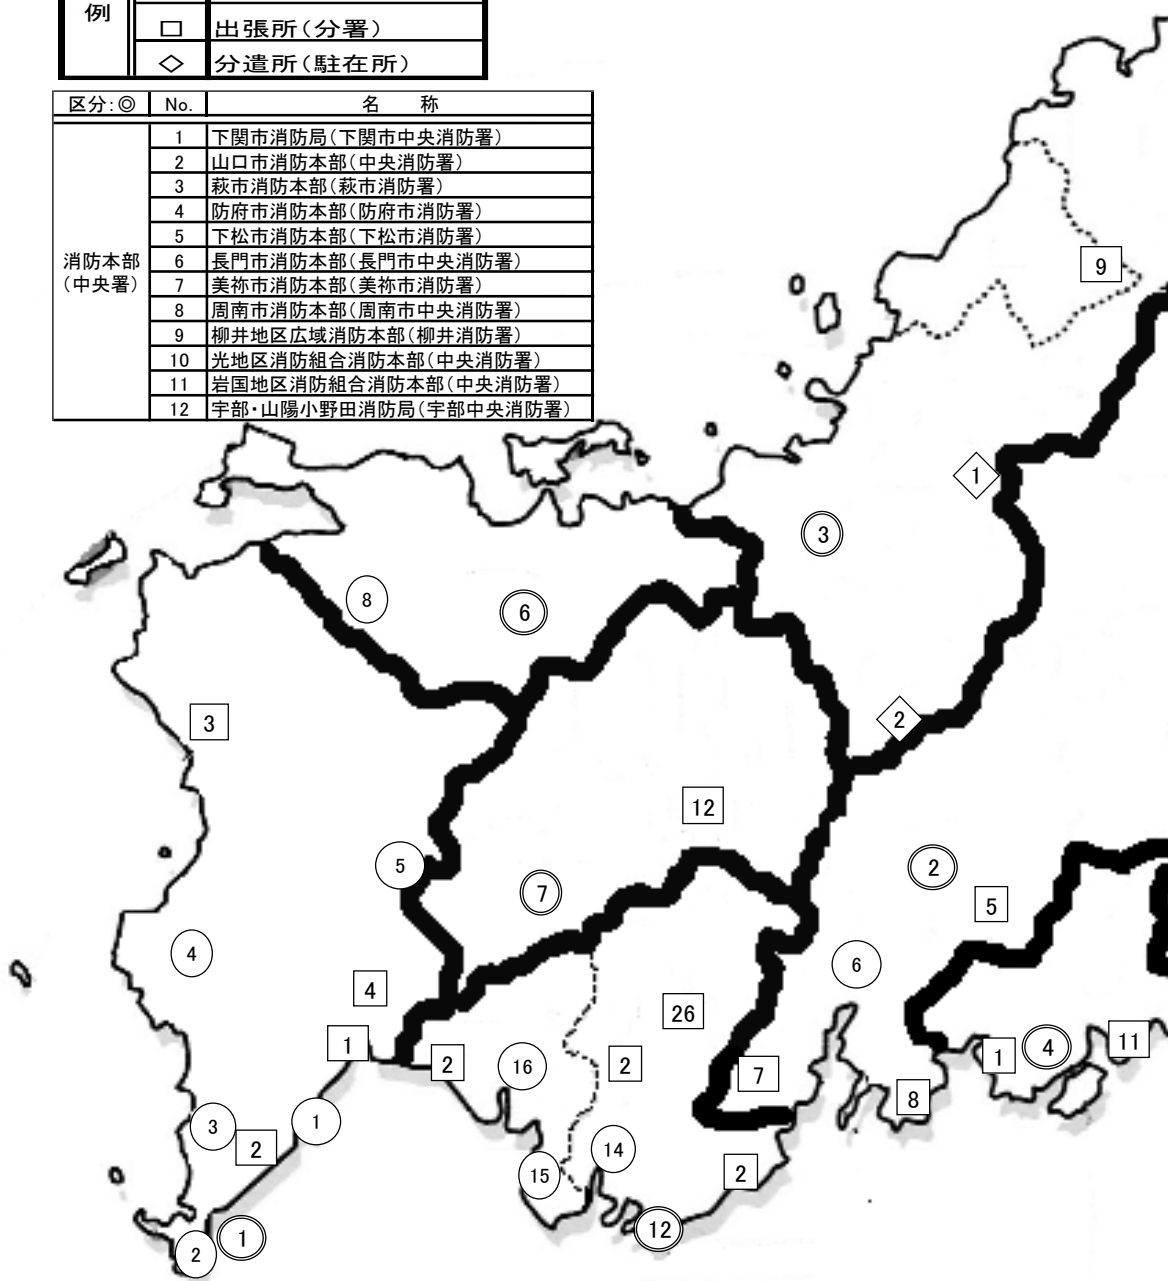 例
□ 出張所(分署)
◇ 分遣所(駐在所)
区分:◎ No. 名 称
消防本部
(中央署)
1 下関市消防局(下関市中央消防署)
2 山口市消防本部(中央消防署)
3 萩市消防本部(萩市消防署)
4 防府市消防本部(防府市消防署)
5 下松市消防本部(下松市消防署)
6 長門市消防本部(長門市中央消防署)
7 美祢市消防本部(美祢市消防署)
8 周南市消防本部(周南市中央消防署)
9 柳井地区広域消防本部(柳井消防署)
10 光地区消防組合消防本部(中央消防署)
11 岩国地区消防組合消防本部(中央消防署)
12 宇部・山陽小野田消防局(宇部中央消防署)
9
1
3
8
6
3
2
12
5
7
2
5
4
6
4
26
1
2
16
2
7
1
4
11
8
3
2
1
14
15
2
12
2
1